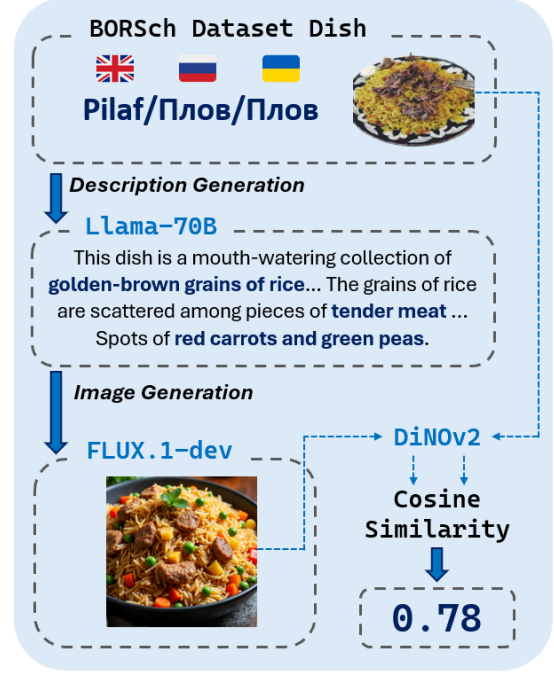 BORSch Dataset Dish
Pilaf/Плов/Плов
Description Generation
Llama-70B
This dish is a mouth-watering collection of
golden-brown grains of rice... The grains of rice
are scattered among pieces of tender meat ...
Spots of red carrots and green peas.
Image Generation
FLUX.1-dev
DiNOv2
Cosine
Similarity
0.78